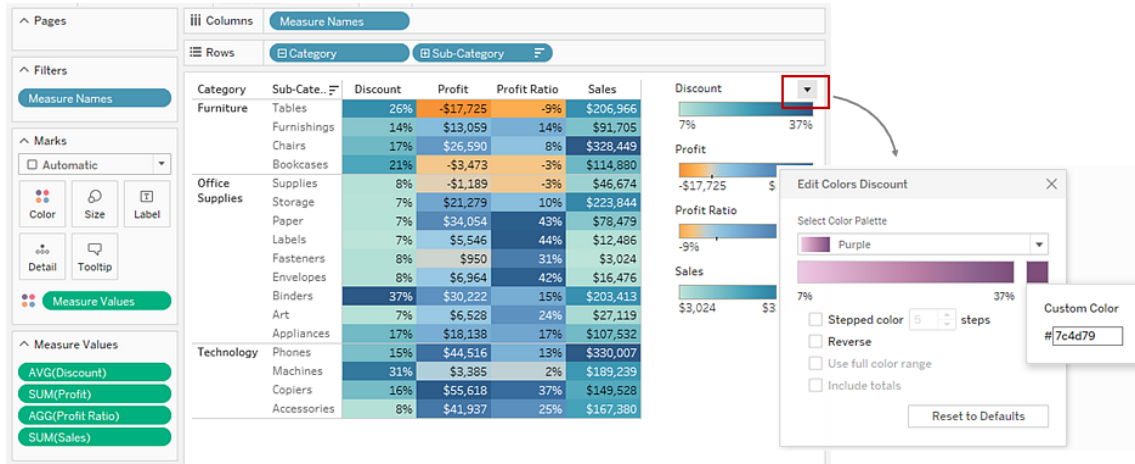 Pages
Filters
Measure Names
Marks
Automatic
Color
Size
Label
Detail
Tooltip
Measure Values
Measure Values
AVG(Discount)
SUM(Profit)
AGG(Profit Ratio)
SUM(Sales)
Columns
Measure Names
Rows
Category
Sub-Category
Category Sub-Cate.. Discount Profit Profit Ratio Sales
Furniture Tables 26% -$17,725 -9% $206,966
Furnishings 14% $13,059 14% $91,705
Chairs 17% $26,590 8% $328,449
Bookcases 21% -$3,473 -3% $114,880
Office Supplies 8% -$1,189 -3% $46,674
Supplies Storage 7% $21,279 10% $223,844
Paper 7% $34,054 43% $78,479
Labels 7% $5,546 44% $12,486
Fasteners 8% $950 31% $3,024
Envelopes 8% $6,964 42% $16,476
Binders 37% $30,222 15% $203,413
Art 7% $6,528 24% $27,119
Appliances 17% $18,138 17% $107,532
Technology Phones 15% $44,516 13% $330,007
Machines 31% $3,385 2% $189,239
Copiers 16% $55,618 37% $149,528
Accessories 8% $41,937 25% $167,380
Discount
7% 37%
Profit
-$17,725 $
Profit Ratio
-9%
Sales
$3,024 $3
Edit Colors Discount
Select Color Palette
Purple
7% 37%
Stepped color 5 steps
Reverse
Use full color range
Include totals
Reset to Defaults
Custom Color
#7c4d79